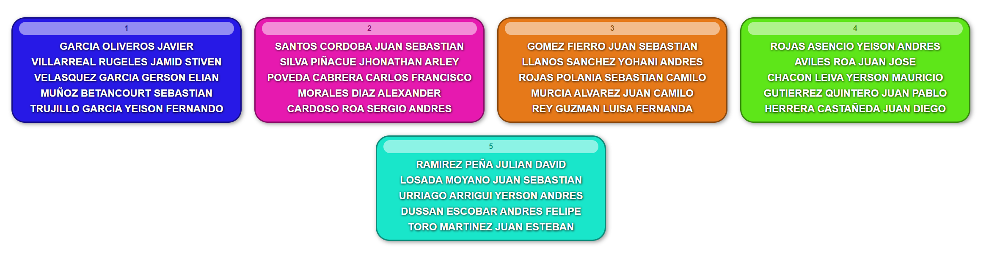 1
GARCIA OLIVEROS JAVIER
VILLARREAL RUGELES JAMID STIVEN
VELASQUEZ GARCIA GERSON ELIAN
MUÑOZ BETANCOURT SEBASTIAN
TRUJILLO GARCIA YEISON FERNANDO
2
SANTOS CORDOBA JUAN SEBASTIAN
SILVA PIÑACUE JHONATHAN ARLEY
POVEDA CABRERA CARLOS FRANCISCO
MORALES DIAZ ALEXANDER
CARDOSO ROA SERGIO ANDRES
3
GOMEZ FIERRO JUAN SEBASTIAN
LLANOS SANCHEZ YOHANI ANDRES
ROJAS POLANIA SEBASTIAN CAMILO
MURCIA ALVAREZ JUAN CAMILO
REY GUZMAN LUISA FERNANDA
4
ROJAS ASENCIO YEISON ANDRES
AVILES ROA JUAN JOSE
CHACON LEIVA YERSON MAURICIO
GUTIERREZ QUINTERO JUAN PABLO
HERRERA CASTAÑEDA JUAN DIEGO
5
RAMIREZ PEÑA JULIAN DAVID
LOSADA MOYANO JUAN SEBASTIAN
URRIAGO ARRIGUI YERSON ANDRES
DUSSAN ESCOBAR ANDRES FELIPE
TORO MARTINEZ JUAN ESTEBAN